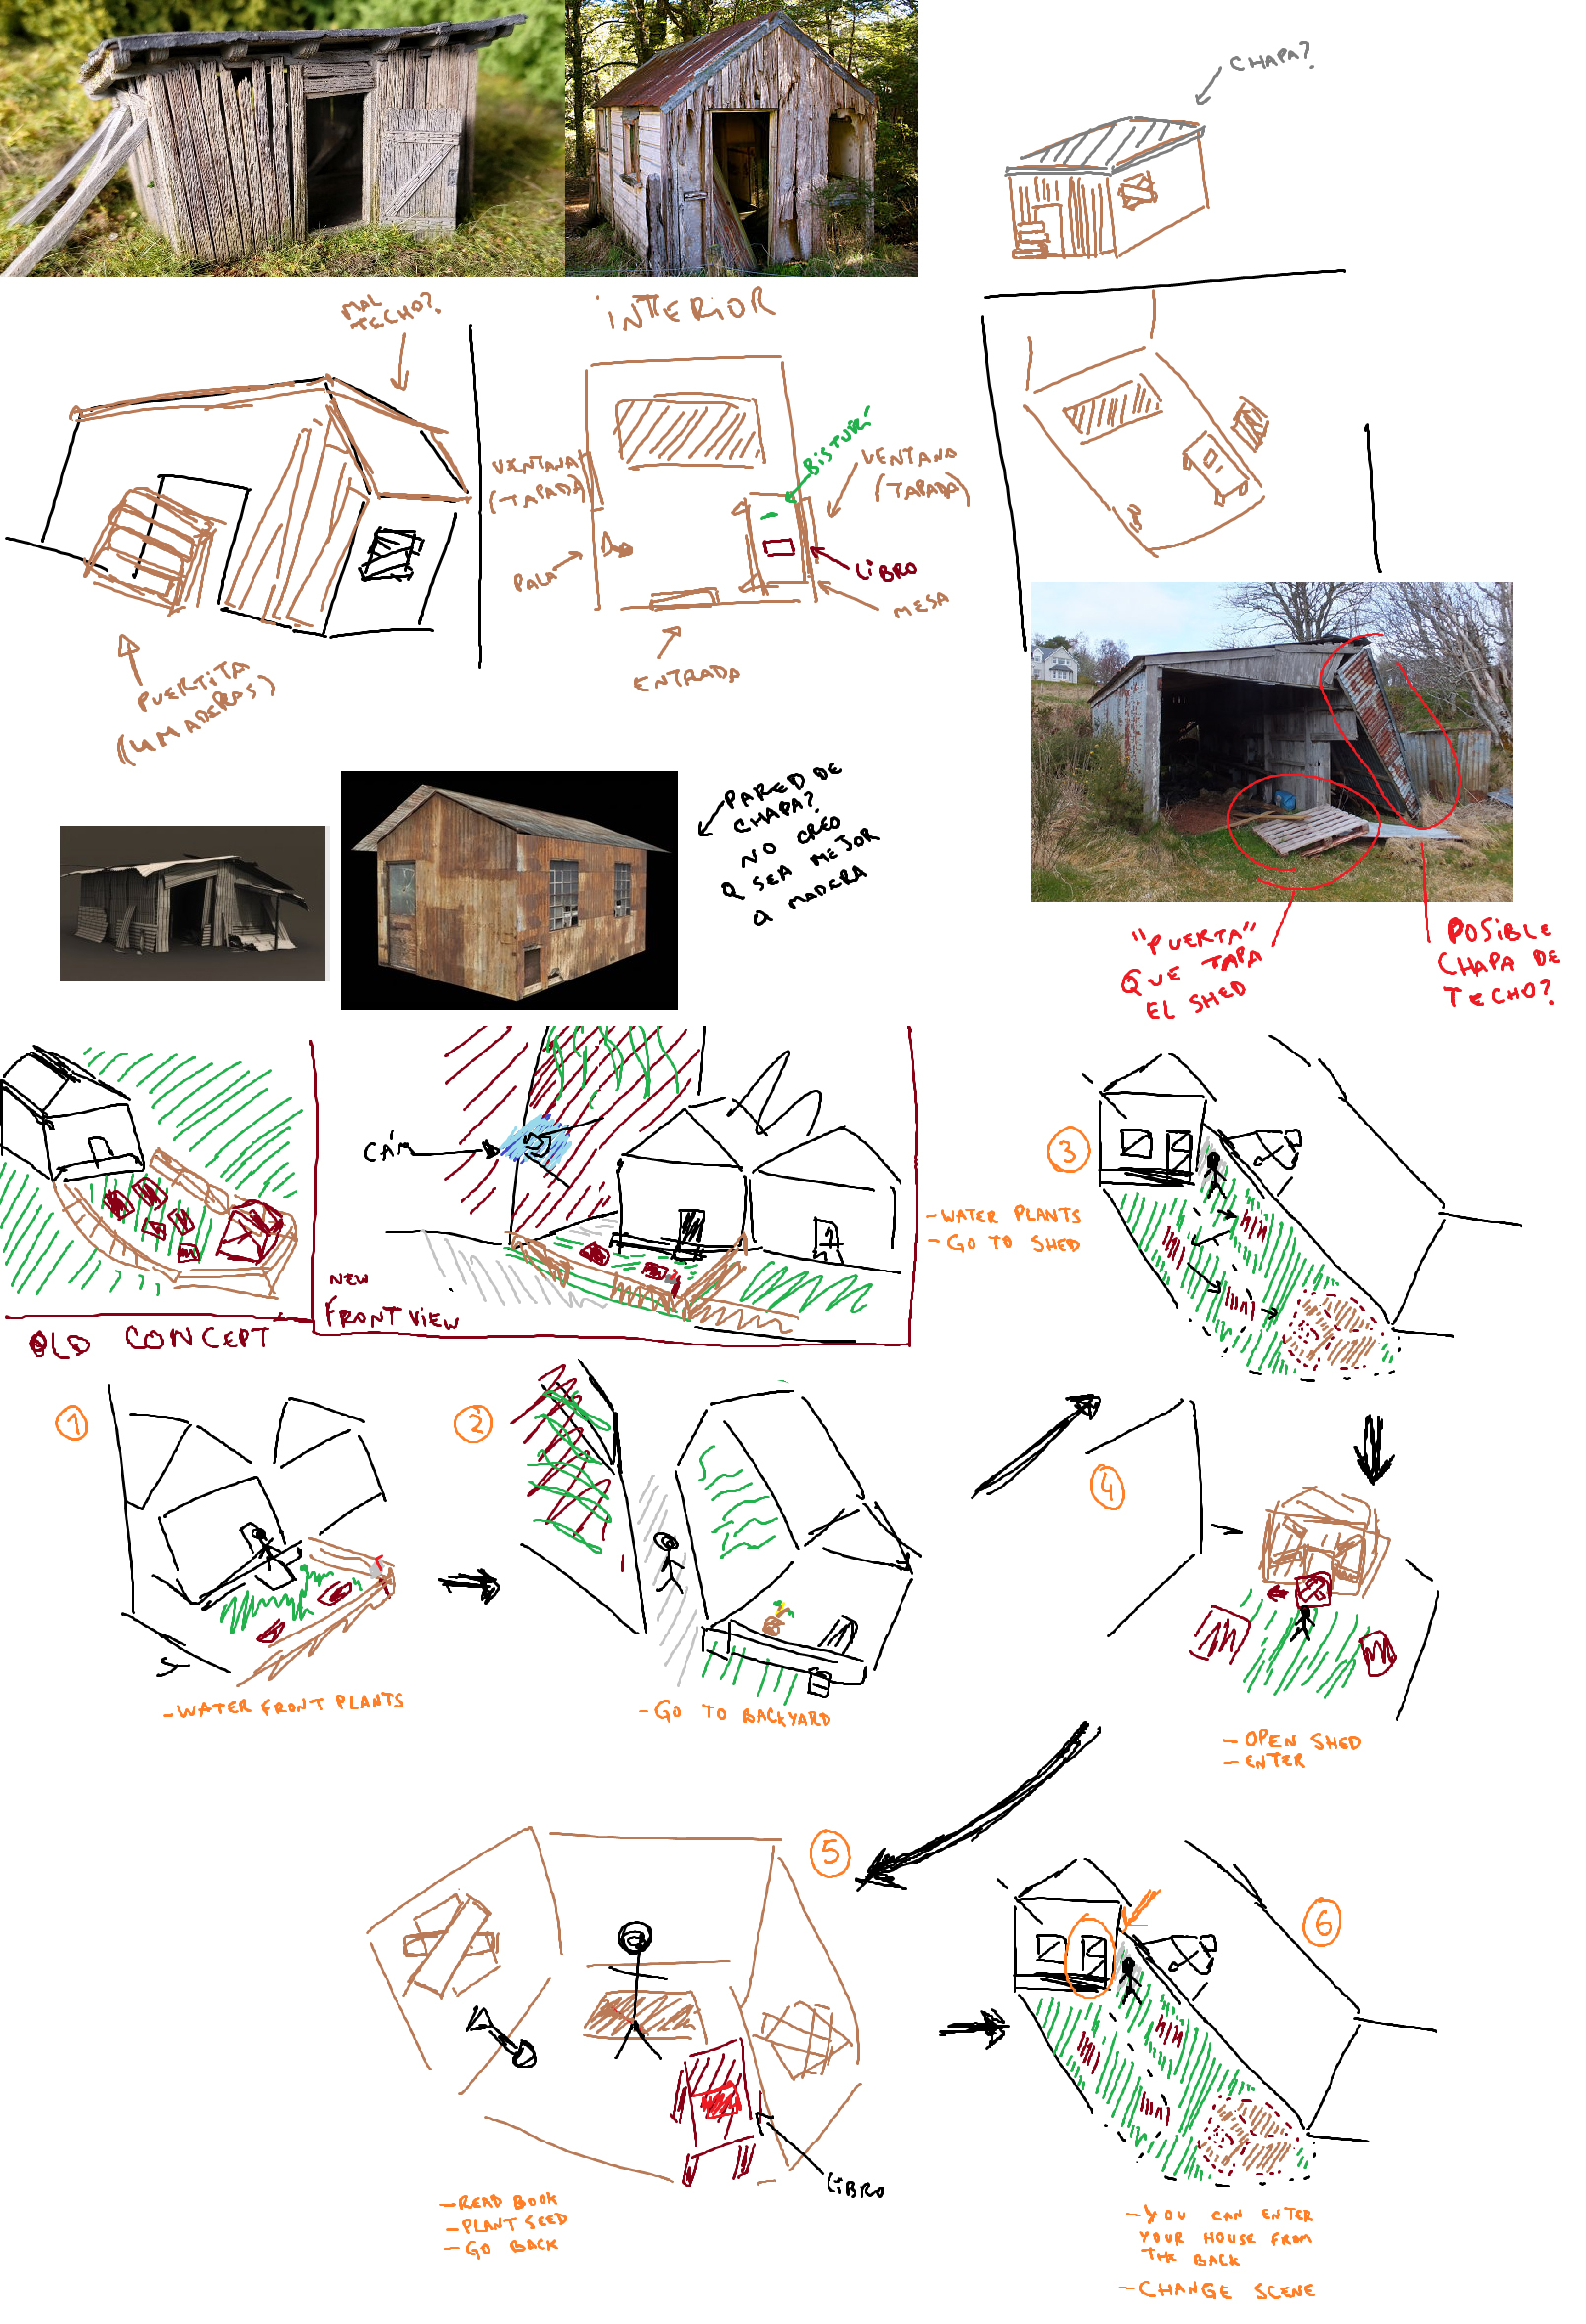 CHAPA?
MAL
TECHO?
INTERIOR
BISTURÍ
VENTANA
(TAPADA)
VENTANA
(TAPADA)
PALA
LIBRO
MESA
ENTRADA
PUERTITA
(4 MADERAS)
PARED DE
CHAPA?
NO CREO
Q SEA MEJOR
A MADERA
"PUERTA"
QUE TAPA
EL SHED
POSIBLE
CHAPA DE
TECHO?
CÁM
OLD CONCEPT
NEW
FRONT VIEW
3
- WATER PLANTS
- GO TO SHED
1
- WATER FRONT PLANTS
2
- GO TO BACKYARD
4
- OPEN SHED
- ENTER
5
LIBRO
- READ BOOK
- PLANT SEED
- GO BACK
6
- YOU CAN ENTER
YOUR HOUSE FROM
THE BACK
- CHANGE SCENE